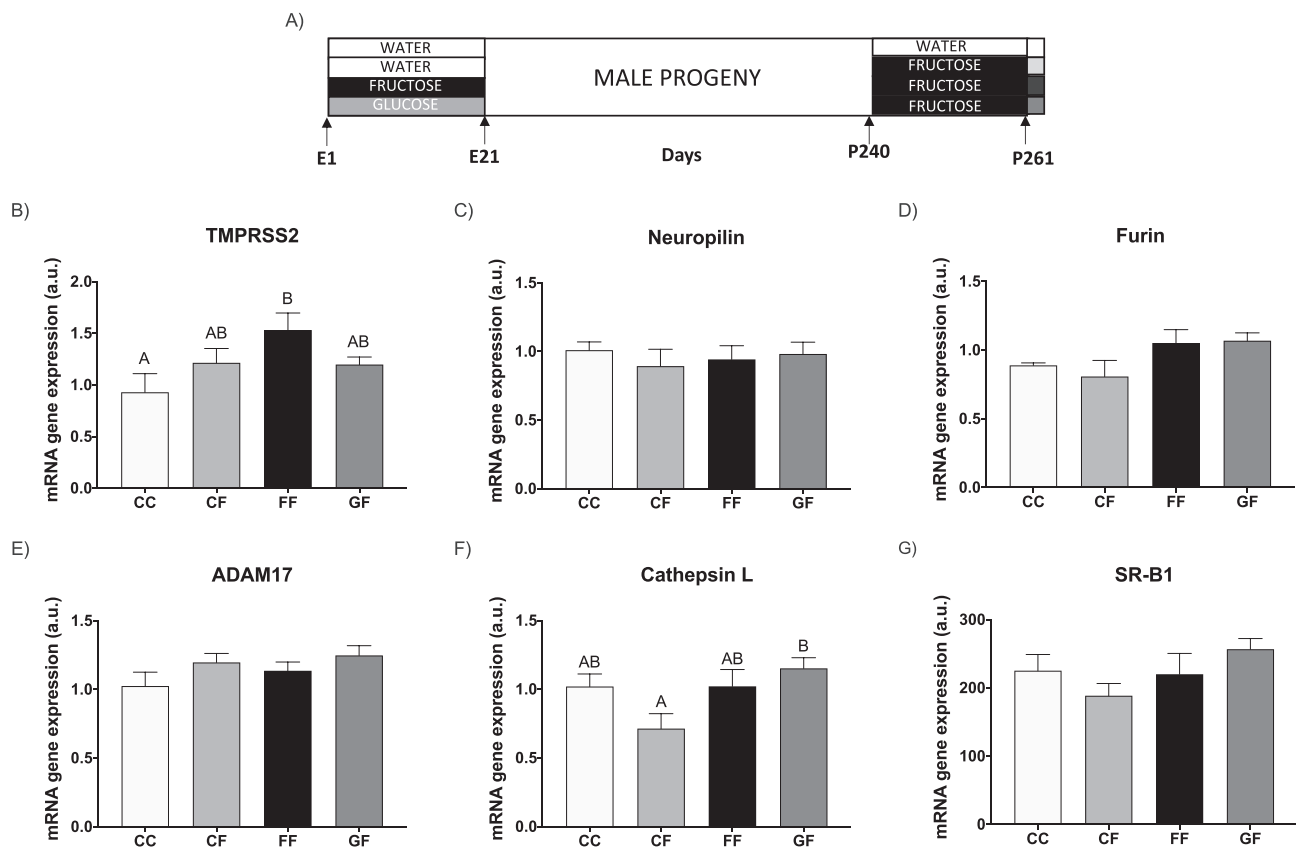 A)
WATER
WATER
FRUCTOSE
GLUCOSE
MALE PROGENY
WATER
FRUCTOSE
FRUCTOSE
FRUCTOSE
E1
E21
Days
P240
P261
B)
TMPRSS2
mRNA gene expression (a.u.)
2.0
1.5
1.0
0.5
0.0
A
AB
B
AB
CC
CF
FF
GF
C)
Neuropilin
mRNA gene expression (a.u.)
1.5
1.0
0.5
0.0
CC
CF
FF
GF
D)
Furin
mRNA gene expression (a.u.)
1.5
1.0
0.5
0.0
CC
CF
FF
GF
E)
ADAM17
mRNA gene expression (a.u.)
1.5
1.0
0.5
0.0
CC
CF
FF
GF
F)
Cathepsin L
mRNA gene expression (a.u.)
1.5
1.0
0.5
0.0
AB
A
AB
B
CC
CF
FF
GF
G)
SR-B1
mRNA gene expression (a.u.)
300
200
100
0
CC
CF
FF
GF